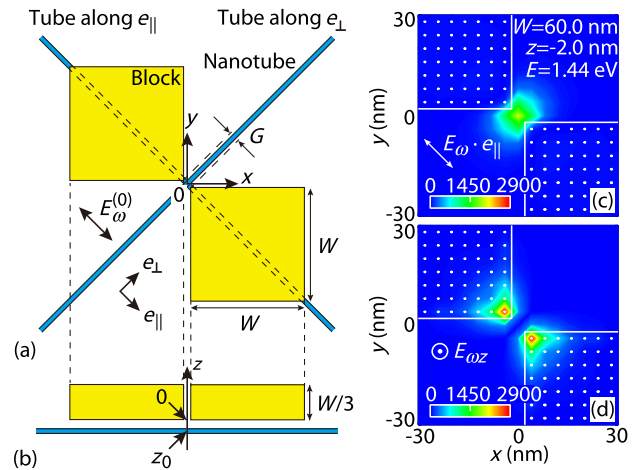 Tube along e∥
Tube along e⊥
Block
Nanotube
y
G
0
x
E_ω^(0)
W
e⊥
e∥
W
(a)
z
0
W/3
z₀
(b)
30
W=60.0 nm
z=-2.0 nm
E=1.44 eV
y (nm)
0
E_ω · e∥
0 1450 2900
(c)
-30
30
y (nm)
0
E_ωz
0 1450 2900
(d)
-30
-30 0 30
x (nm)